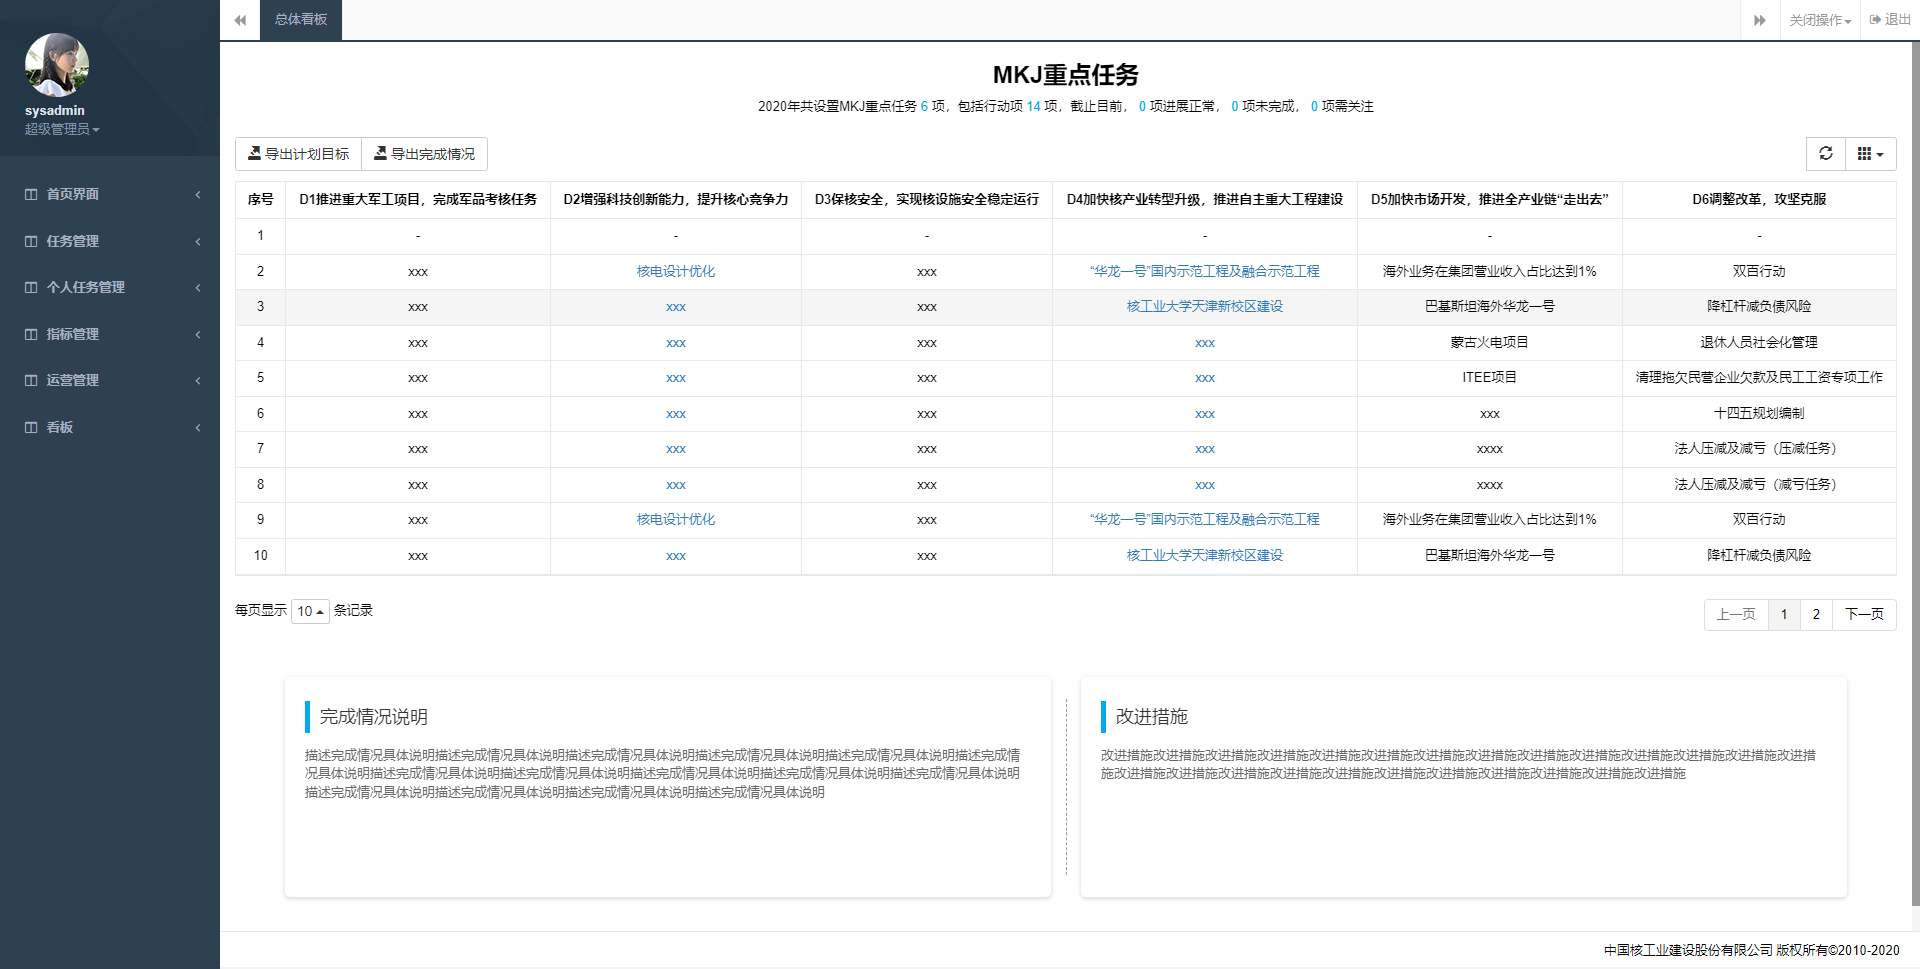 总体看板
关闭操作
退出
sysadmin
超级管理员
首页界面
任务管理
个人任务管理
指标管理
运营管理
看板
MKJ重点任务
2020年共设置MKJ重点任务 6 项，包括行动项 14 项，截止目前， 0 项进展正常， 0 项未完成， 0 项需关注
导出计划目标 导出完成情况
序号 D1推进重大军工项目，完成军品考核任务 D2增强科技创新能力，提升核心竞争力 D3保核安全，实现核设施安全稳定运行 D4加快核产业转型升级，推进自主重大工程建设 D5加快市场开发，推进全产业链“走出去” D6调整改革，攻坚克服
1 - - - - - -
2 xxx 核电设计优化 xxx “华龙一号”国内示范工程及融合示范工程 海外业务在集团营业收入占比达到1% 双百行动
3 xxx xxx xxx 核工业大学天津新校区建设 巴基斯坦海外华龙一号 降杠杆减负债风险
4 xxx xxx xxx xxx 蒙古火电项目 退休人员社会化管理
5 xxx xxx xxx xxx ITEE项目 清理拖欠民营企业欠款及民工工资专项工作
6 xxx xxx xxx xxx xxx 十四五规划编制
7 xxx xxx xxx xxx xxxx 法人压减及减亏（压减任务）
8 xxx xxx xxx xxx xxxx 法人压减及减亏（减亏任务）
9 xxx 核电设计优化 xxx “华龙一号”国内示范工程及融合示范工程 海外业务在集团营业收入占比达到1% 双百行动
10 xxx xxx xxx 核工业大学天津新校区建设 巴基斯坦海外华龙一号 降杠杆减负债风险
每页显示 10 条记录
上一页 1 2 下一页
完成情况说明
描述完成情况具体说明描述完成情况具体说明描述完成情况具体说明描述完成情况具体说明描述完成情况具体说明描述完成情
况具体说明描述完成情况具体说明描述完成情况具体说明描述完成情况具体说明描述完成情况具体说明描述完成情况具体说明
描述完成情况具体说明描述完成情况具体说明描述完成情况具体说明描述完成情况具体说明
改进措施
改进措施改进措施改进措施改进措施改进措施改进措施改进措施改进措施改进措施改进措施改进措施改进措施改进措施改进措
施改进措施改进措施改进措施改进措施改进措施改进措施改进措施改进措施改进措施改进措施改进措施
中国核工业建设股份有限公司 版权所有©2010-2020